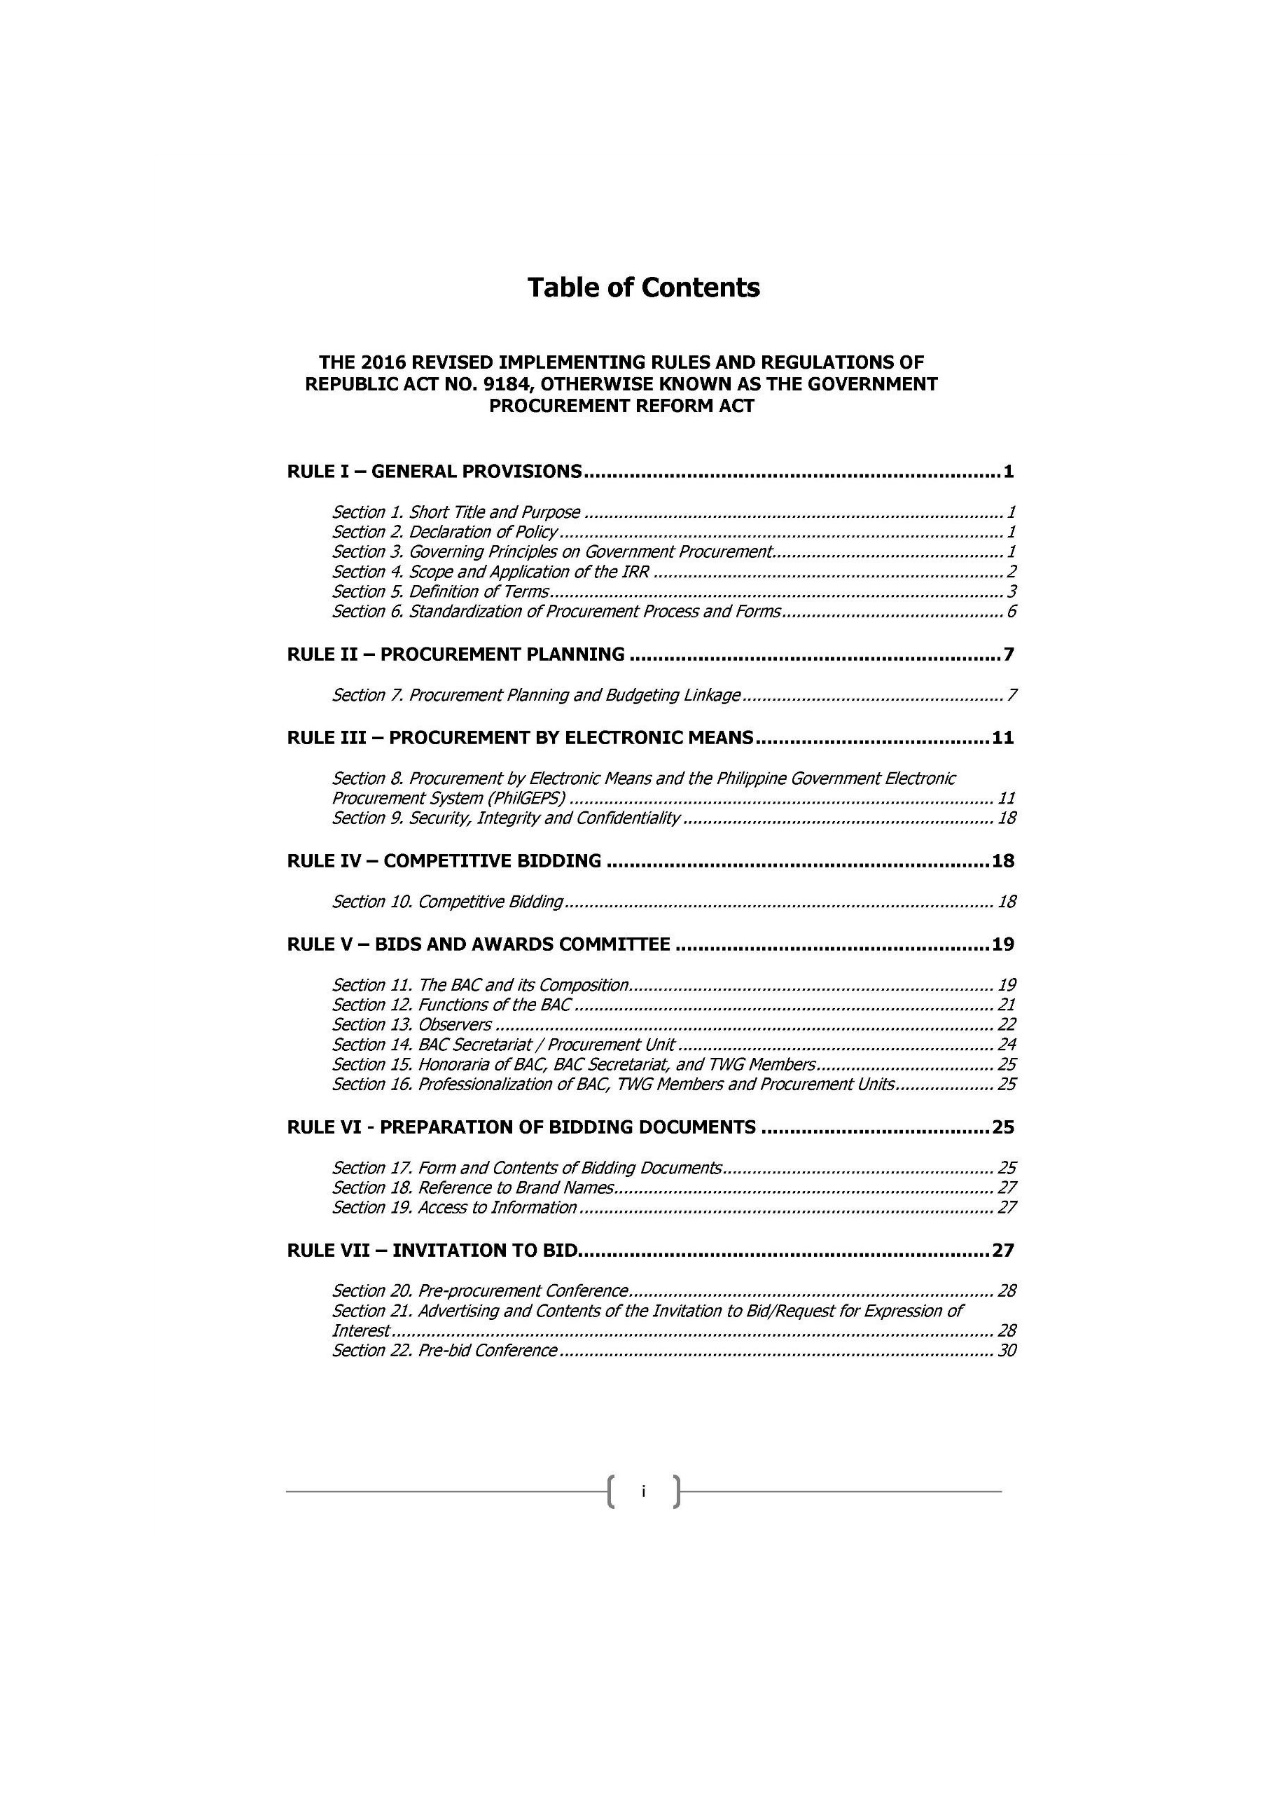 Table of Contents
THE 2016 REVISED IMPLEMENTING RULES AND REGULATIONS OF
REPUBLIC ACT NO. 9184, OTHERWISE KNOWN AS THE GOVERNMENT
PROCUREMENT REFORM ACT
RULE I – GENERAL PROVISIONS.........................................................................1
Section 1. Short Title and Purpose ..................................................................................... 1
Section 2. Declaration of Policy.......................................................................................... 1
Section 3. Governing Principles on Government Procurement............................................... 1
Section 4. Scope and Application of the IRR ....................................................................... 2
Section 5. Definition of Terms............................................................................................ 3
Section 6. Standardization of Procurement Process and Forms............................................. 6
RULE II – PROCUREMENT PLANNING .................................................................7
Section 7. Procurement Planning and Budgeting Linkage..................................................... 7
RULE III – PROCUREMENT BY ELECTRONIC MEANS.........................................11
Section 8. Procurement by Electronic Means and the Philippine Government Electronic
Procurement System (PhilGEPS) ...................................................................................... 11
Section 9. Security, Integrity and Confidentiality ............................................................... 18
RULE IV – COMPETITIVE BIDDING ...................................................................18
Section 10. Competitive Bidding....................................................................................... 18
RULE V – BIDS AND AWARDS COMMITTEE .......................................................19
Section 11. The BAC and its Composition.......................................................................... 19
Section 12. Functions of the BAC ..................................................................................... 21
Section 13. Observers ..................................................................................................... 22
Section 14. BAC Secretariat / Procurement Unit ................................................................ 24
Section 15. Honoraria of BAC, BAC Secretariat, and TWG Members.................................... 25
Section 16. Professionalization of BAC, TWG Members and Procurement Units.................... 25
RULE VI - PREPARATION OF BIDDING DOCUMENTS ........................................25
Section 17. Form and Contents of Bidding Documents....................................................... 25
Section 18. Reference to Brand Names............................................................................. 27
Section 19. Access to Information .................................................................................... 27
RULE VII – INVITATION TO BID........................................................................27
Section 20. Pre-procurement Conference.......................................................................... 28
Section 21. Advertising and Contents of the Invitation to Bid/Request for Expression of
Interest.......................................................................................................................... 28
Section 22. Pre-bid Conference ........................................................................................ 30
i